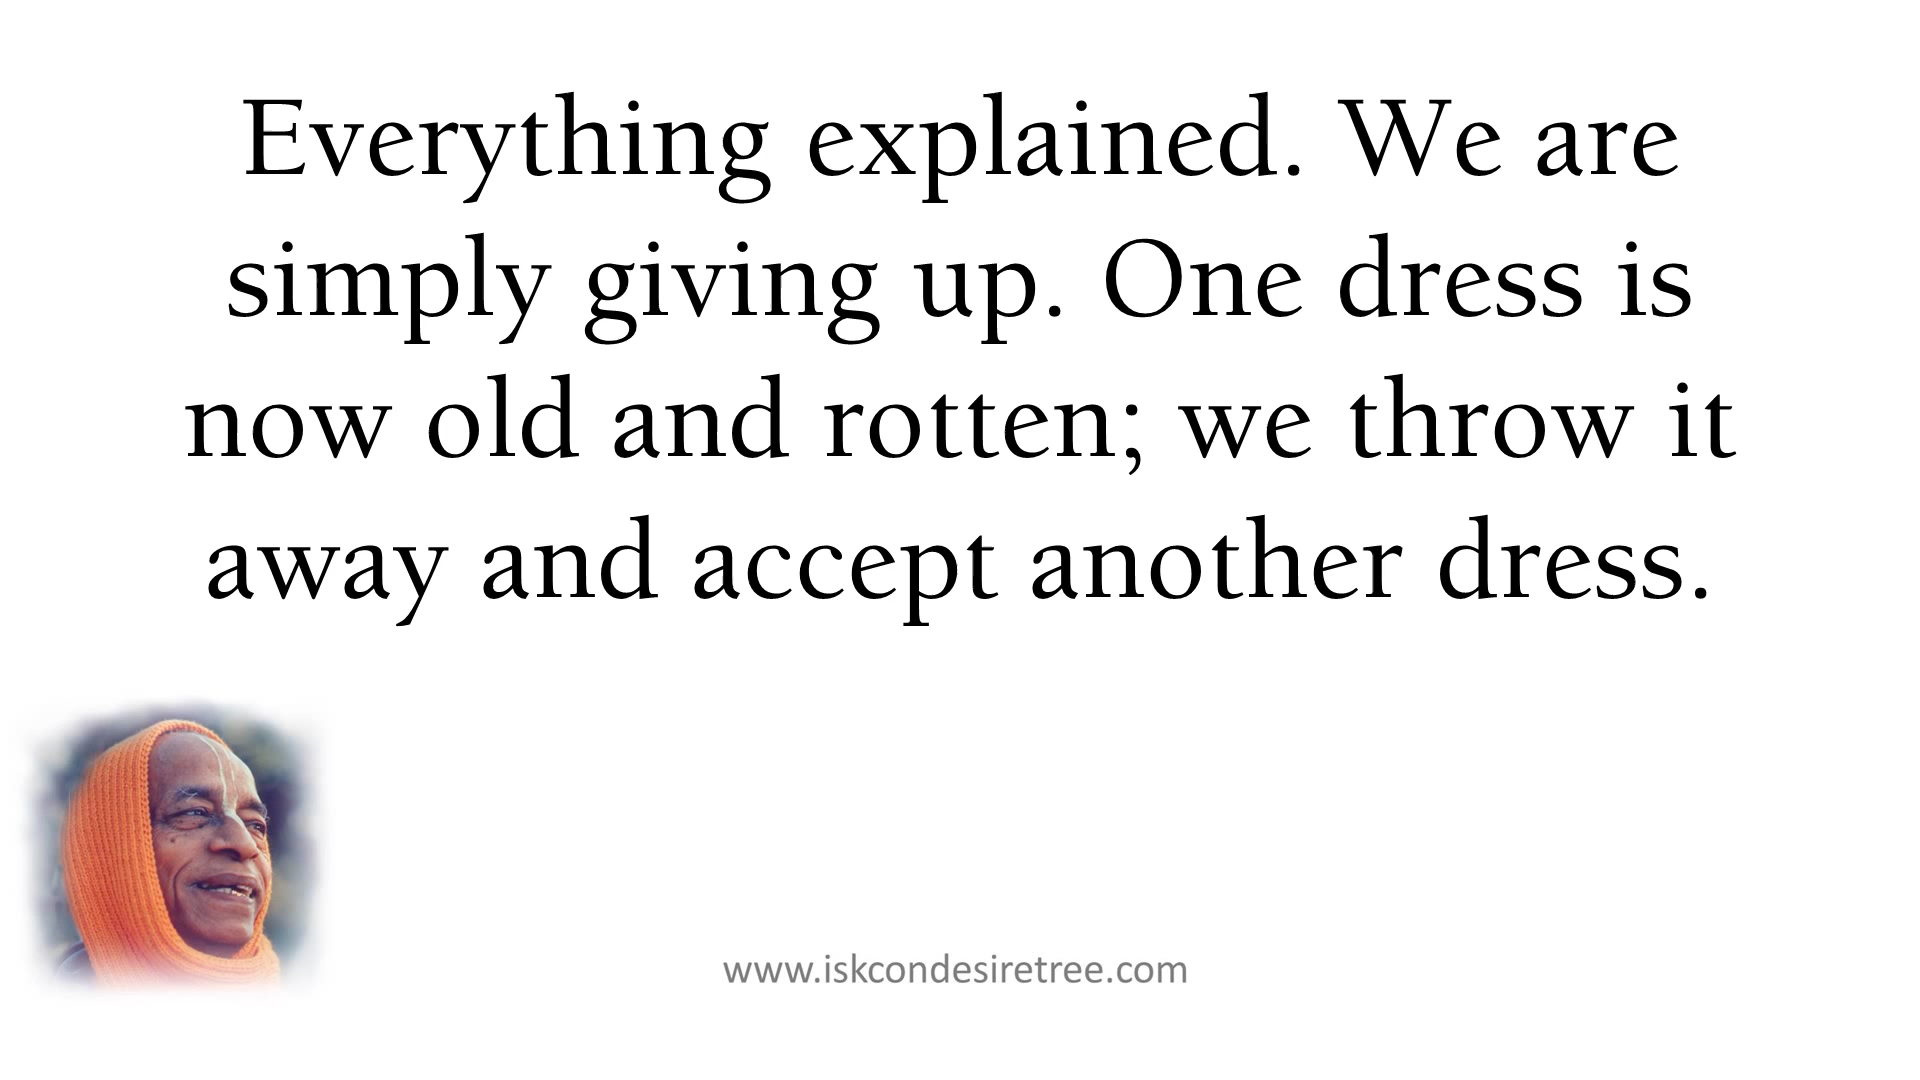 Everything explained. We are
simply giving up. One dress is
now old and rotten; we throw it
away and accept another dress.
www.iskcondesiretree.com